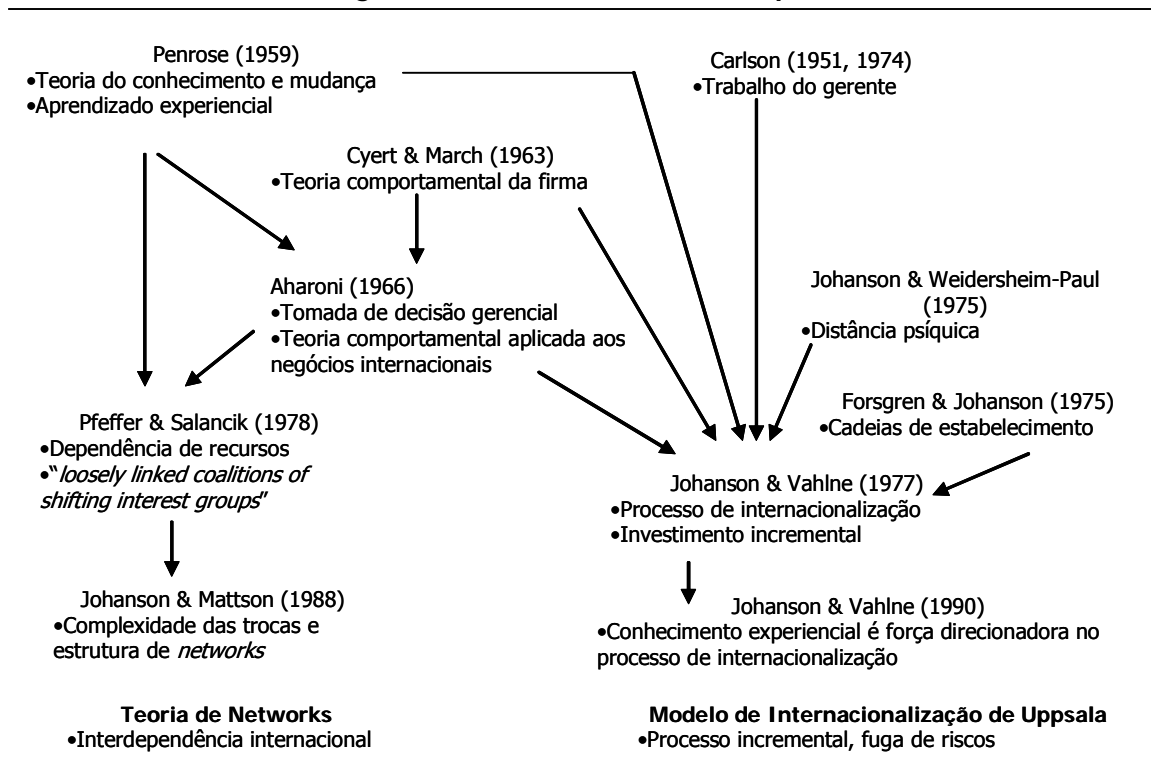 Penrose (1959)
•Teoria do conhecimento e mudança
•Aprendizado experiencial
Carlson (1951, 1974)
•Trabalho do gerente
Cyert & March (1963)
•Teoria comportamental da firma
Aharoni (1966)
•Tomada de decisão gerencial
•Teoria comportamental aplicada aos
negócios internacionais
Johanson & Weidersheim-Paul
(1975)
•Distância psíquica
Forsgren & Johanson (1975)
•Cadeias de estabelecimento
Pfeffer & Salancik (1978)
•Dependência de recursos
•“loosely linked coalitions of
shifting interest groups”
Johanson & Vahlne (1977)
•Processo de internacionalização
•Investimento incremental
Johanson & Mattson (1988)
•Complexidade das trocas e
estrutura de networks
Johanson & Vahlne (1990)
•Conhecimento experiencial é força direcionadora no
processo de internacionalização
Teoria de Networks
•Interdependência internacional
Modelo de Internacionalização de Uppsala
•Processo incremental, fuga de riscos